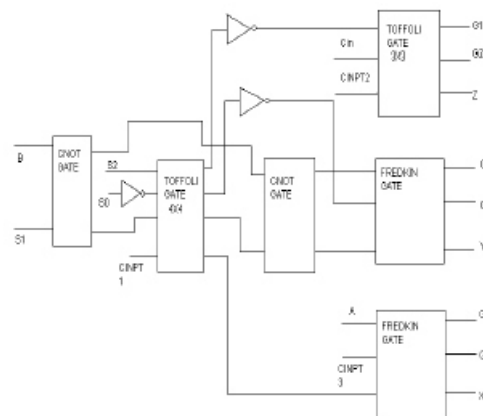 TOFFOLI
GATE
3X3
G1
G2
Z
Cin
CINPT2
B
CNOT
GATE
S1
S2
S0
TOFFOLI
GATE
4X4
CINPT
1
CNOT
GATE
FREDKIN
GATE
G
G
Y
A
CINPT
3
FREDKIN
GATE
G
G
X